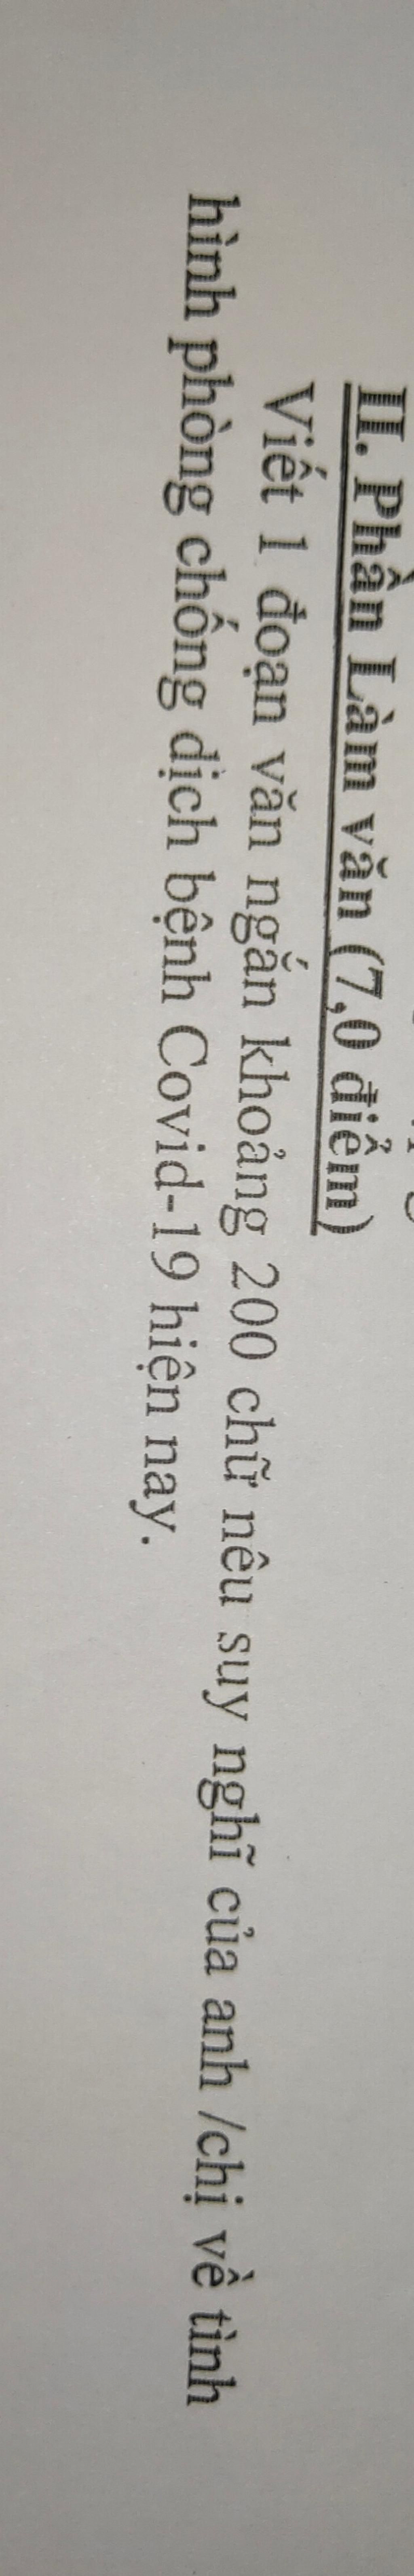 II. Phần Làm văn (7,0 điểm)
Viết 1 đoạn văn ngắn khoảng 200 chữ nêu suy nghĩ của anh /chị về tình
hình phòng chống dịch bệnh Covid-19 hiện nay.